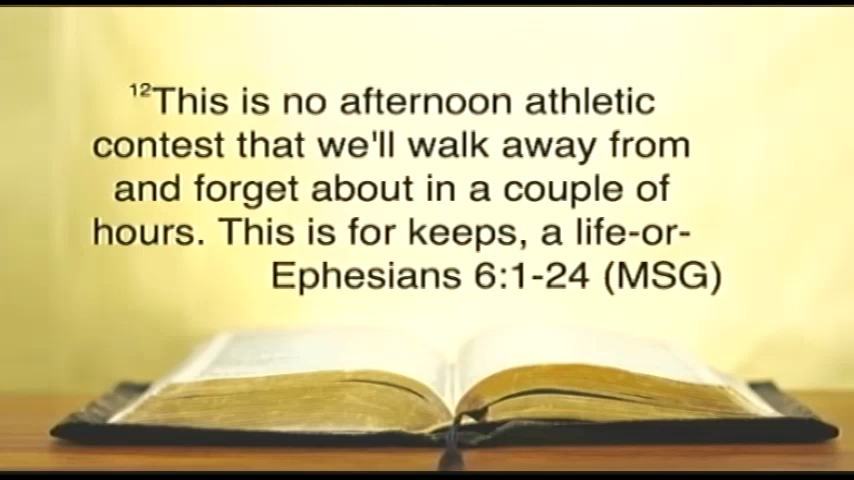 12This is no afternoon athletic
contest that we'll walk away from
and forget about in a couple of
hours. This is for keeps, a life-or-
Ephesians 6:1-24 (MSG)